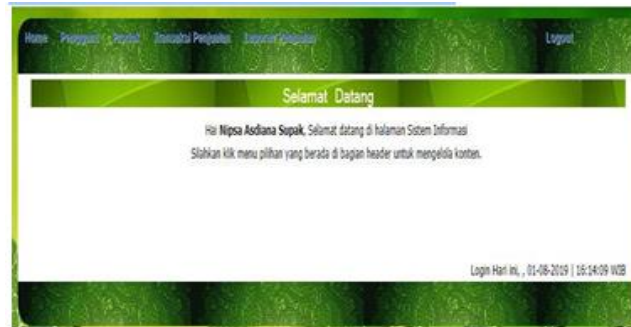 Home Pengguna Produk Transaksi Penjualan Laporan Penjualan Logout
Selamat Datang
Hai Nipsa Asdiana Supak, Selamat datang di halaman Sistem Informasi
Silahkan klik menu pilihan yang berada di bagian header untuk mengelola konten.
Login Hari ini, , 01-08-2019 | 16:14:09 WIB